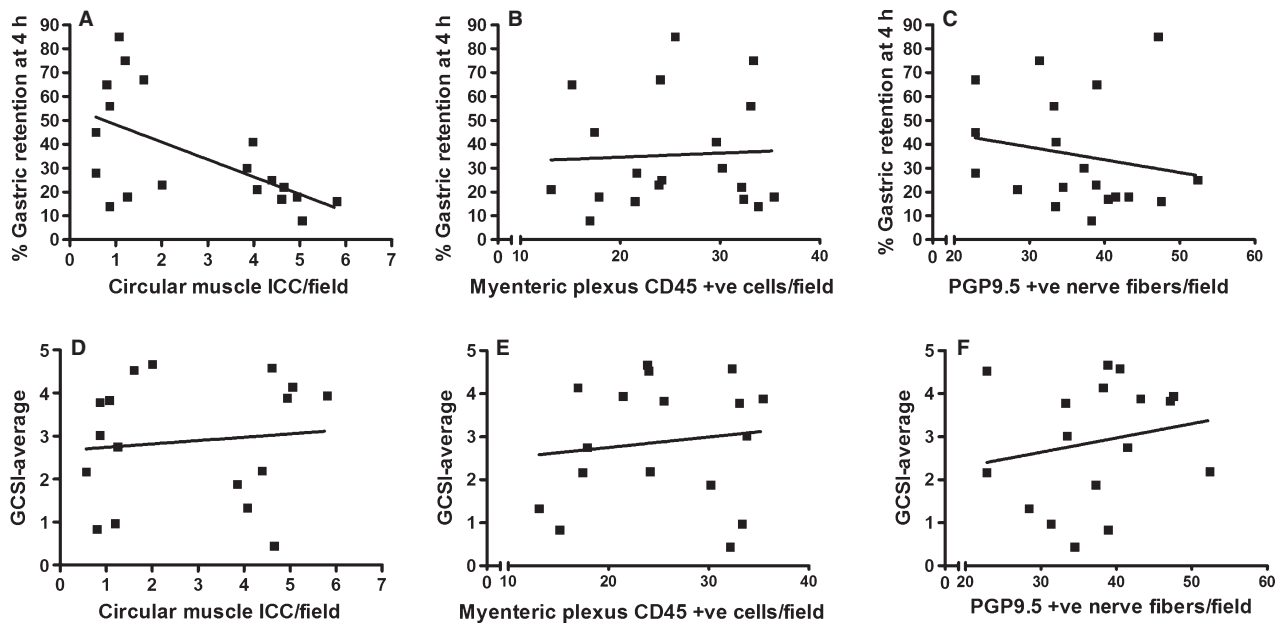 A
% Gastric retention at 4 h
90
80
70
60
50
40
30
20
10
0
0 1 2 3 4 5 6 7
Circular muscle ICC/field
B
% Gastric retention at 4 h
90
80
70
60
50
40
30
20
10
0
0 10 20 30 40
Myenteric plexus CD45 +ve cells/field
C
% Gastric retention at 4 h
90
80
70
60
50
40
30
20
10
0
0 20 30 40 50 60
PGP9.5 +ve nerve fibers/field
D
GCSI-average
5
4
3
2
1
0
0 1 2 3 4 5 6 7
Circular muscle ICC/field
E
GCSI-average
5
4
3
2
1
0
0 10 20 30 40
Myenteric plexus CD45 +ve cells/field
F
GCSI-average
5
4
3
2
1
0
0 20 30 40 50 60
PGP9.5 +ve nerve fibers/field